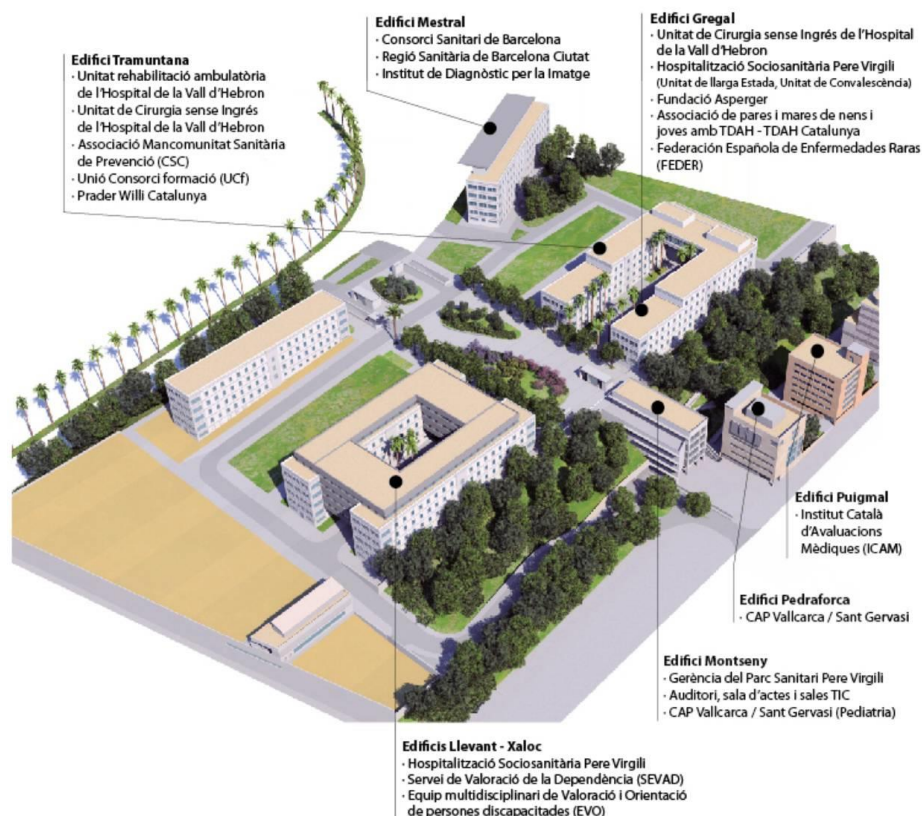 Edifici Tramuntana
· Unitat rehabilitació ambulatòria
de l'Hospital de la Vall d'Hebron
· Unitat de Cirurgia sense Ingrés
de l'Hospital de la Vall d'Hebron
· Associació Mancomunitat Sanitària
de Prevenció (CSC)
· Unió Consorci formació (UCf)
· Prader Willi Catalunya
Edifici Mestral
· Consorci Sanitari de Barcelona
· Regió Sanitària de Barcelona Ciutat
· Institut de Diagnòstic per la Imatge
Edifici Gregal
· Unitat de Cirurgia sense Ingrés de l'Hospital
de la Vall d'Hebron
· Hospitalització Sociosanitària Pere Virgili
(Unitat de llarga Estada, Unitat de Convalescència)
· Fundació Asperger
· Associació de pares i mares de nens i
joves amb TDAH - TDAH Catalunya
· Federación Española de Enfermedades Raras
(FEDER)
Edifici Puigmal
· Institut Català
d'Avaluacions
Mèdiques (ICAM)
Edifici Pedraforca
· CAP Vallcarca / Sant Gervasi
Edifici Montseny
· Gerència del Parc Sanitari Pere Virgili
· Auditori, sala d'actes i sales TIC
· CAP Vallcarca / Sant Gervasi (Pediatria)
Edificis Llevant - Xaloc
· Hospitalització Sociosanitària Pere Virgili
· Servei de Valoració de la Dependència (SEVAD)
· Equip multidisciplinari de Valoració i Orientació
de persones discapacitades (EVO)